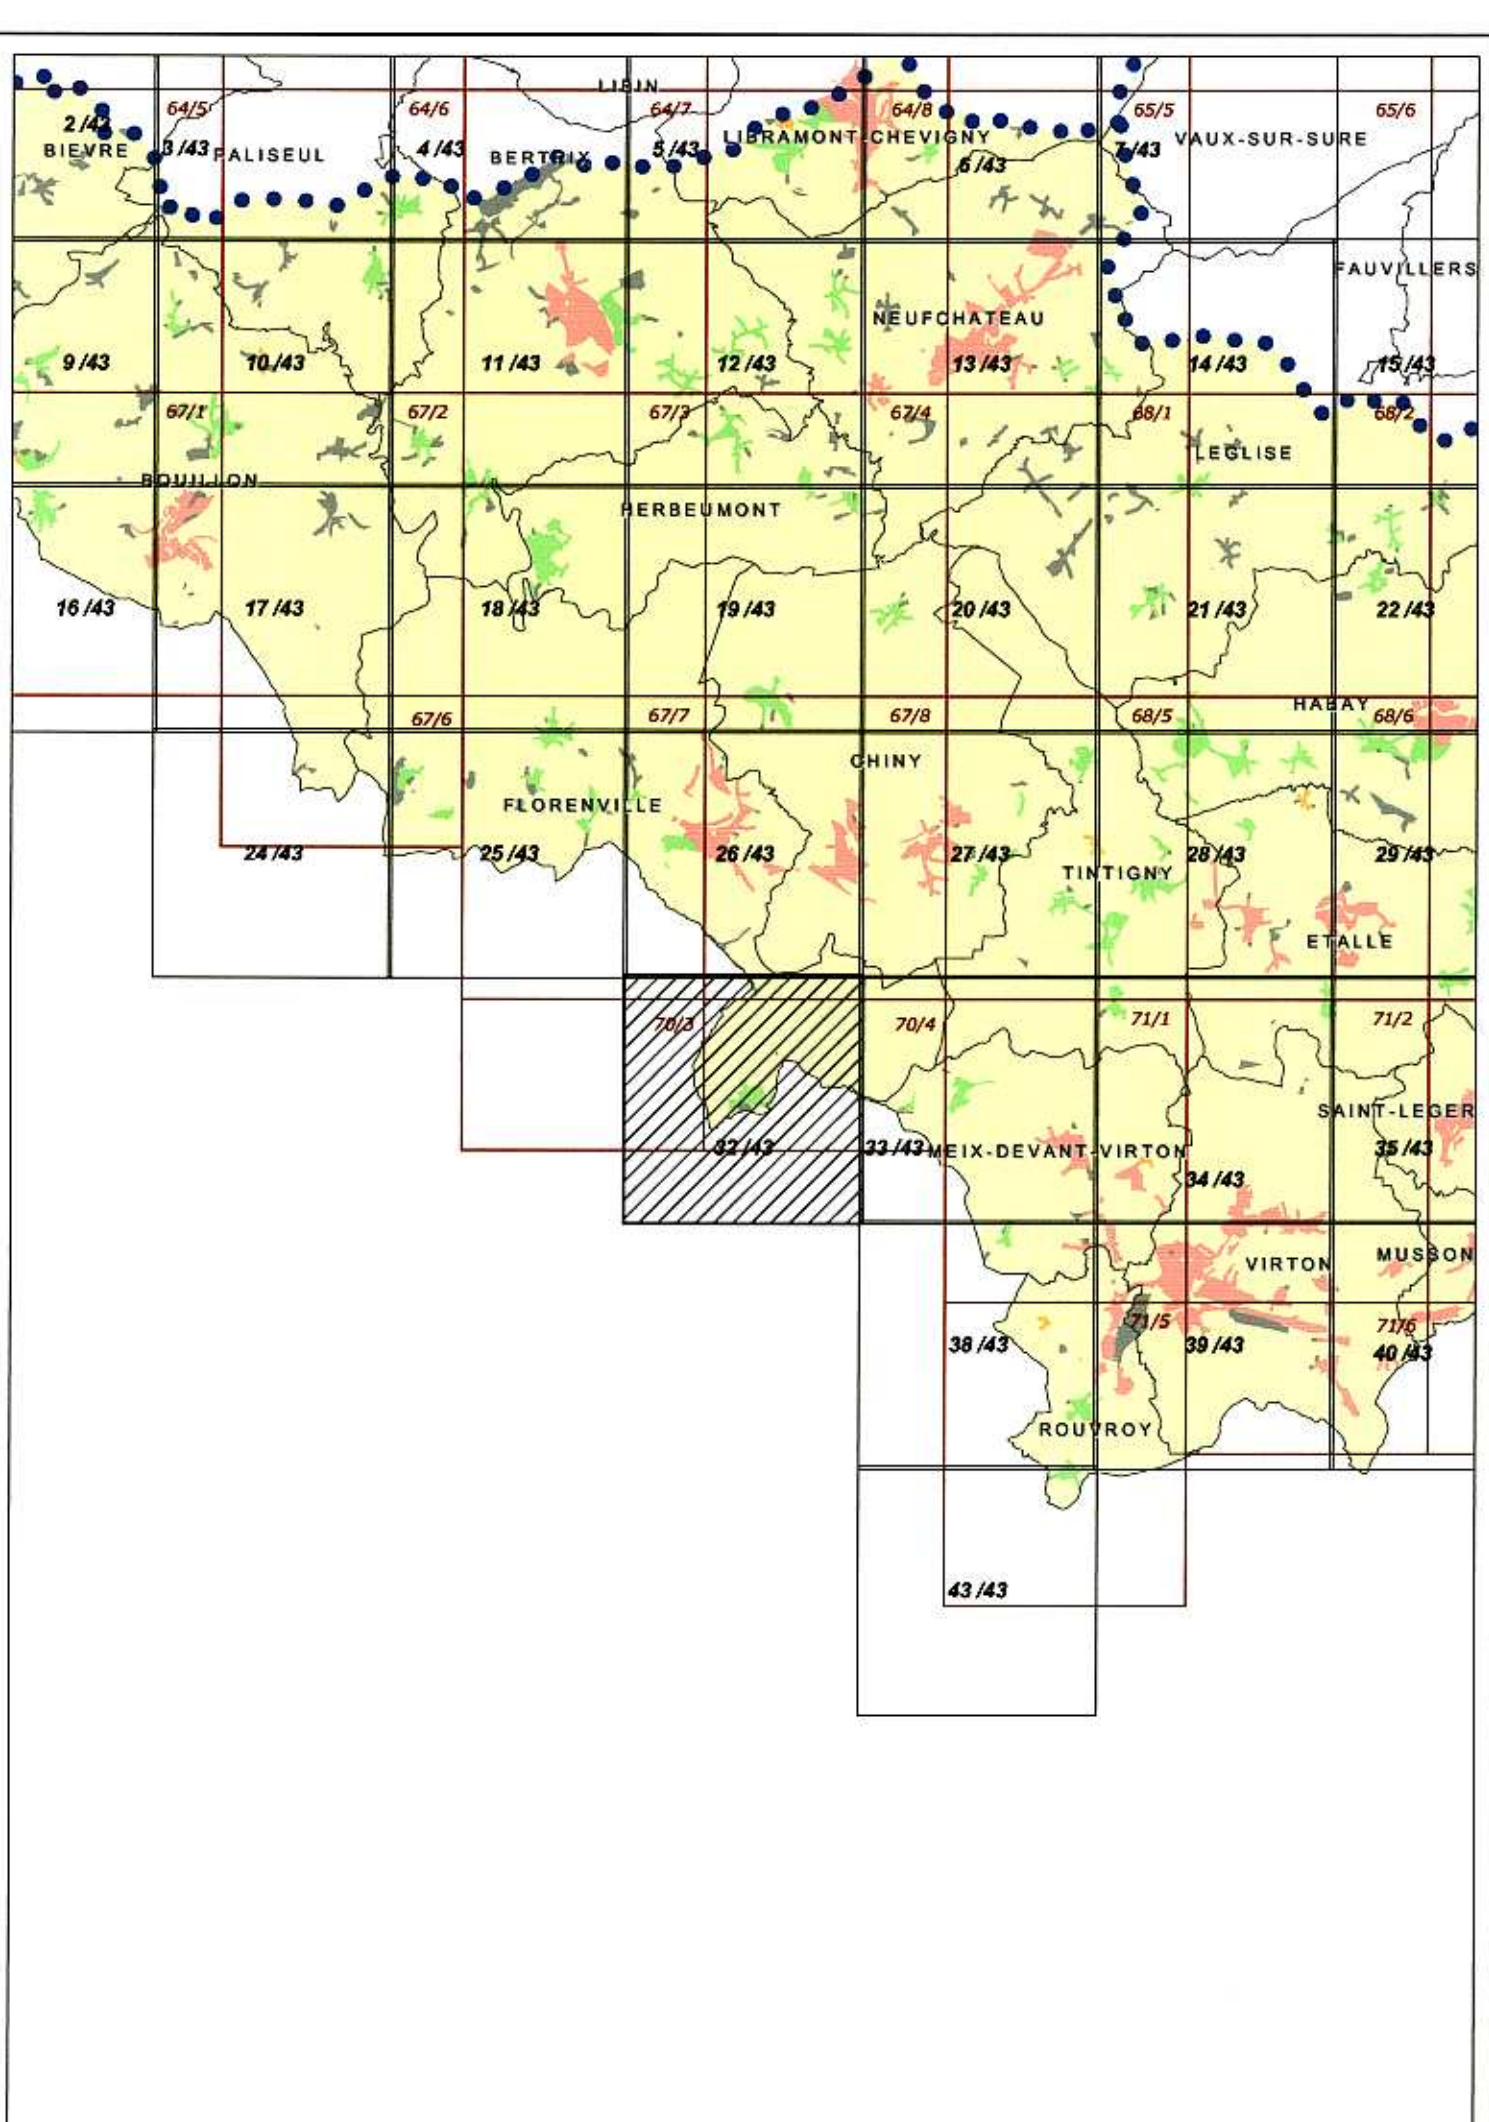 LIBIN
64/5 64/6 64/7 64/8 65/5 65/6
2 /43
LIBRAMONT-CHEVIGNY VAUX-SUR-SURE
BIEVRE 3 /43 PALISEUL 4 /43 BERTRIX 5 /43 6 /43 7 /43
FAUVILLERS
NEUFCHATEAU
9 /43 10 /43 11 /43 12 /43 13 /43 14 /43 15 /43
67/1 67/2 67/3 67/4 68/1 68/2
LEGLISE
BOUILLON
HERBEUMONT
16 /43 17 /43 18 /43 19 /43 20 /43 21 /43 22 /43
HABAY
67/6 67/7 67/8 68/5 68/6
CHINY
FLORENVILLE
24 /43 25 /43 26 /43 27 /43 28 /43 29 /43
TINTIGNY
ETALLE
70/3 70/4 71/1 71/2
SAINT-LEGER
32 /43 33 /43 MEIX-DEVANT-VIRTON 35 /43
34 /43
VIRTON MUSSON
71/5 71/6
38 /43 39 /43 40 /43
ROUVROY
43 /43